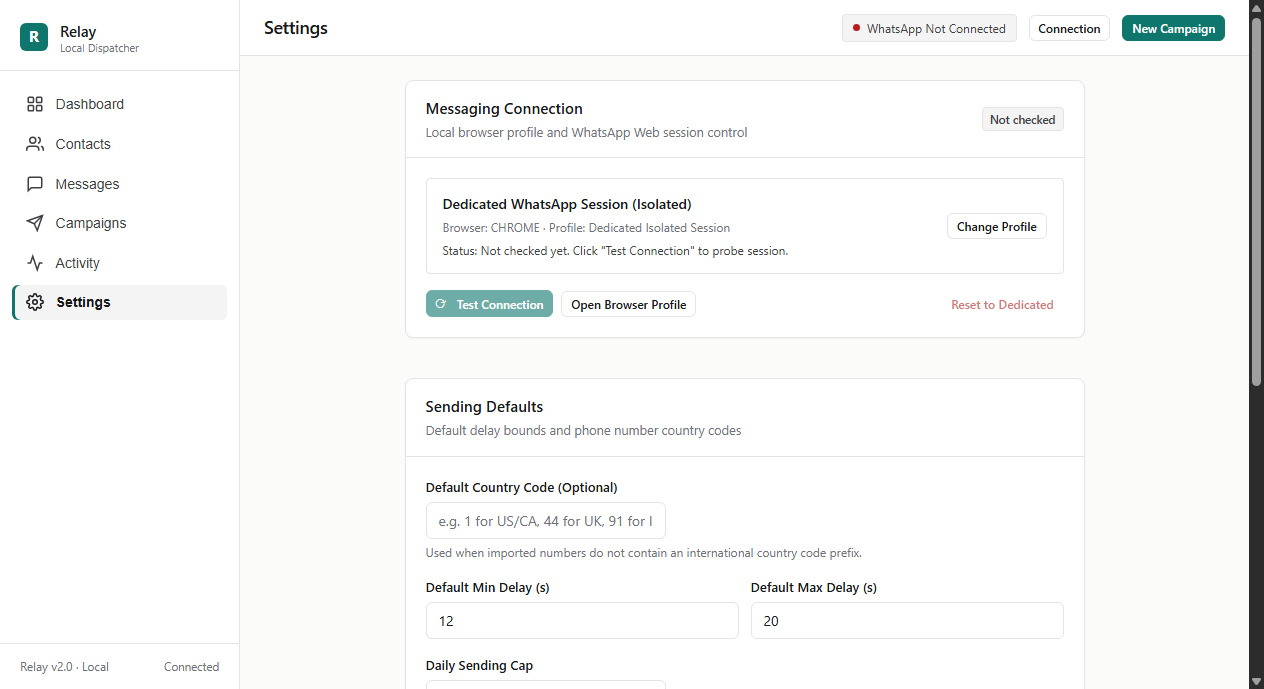 R
Relay
Local Dispatcher
Dashboard
Contacts
Messages
Campaigns
Activity
Settings
Relay v2.0 · Local
Connected
Settings
WhatsApp Not Connected
Connection
New Campaign
Messaging Connection
Local browser profile and WhatsApp Web session control
Not checked
Dedicated WhatsApp Session (Isolated)
Browser: CHROME · Profile: Dedicated Isolated Session
Status: Not checked yet. Click "Test Connection" to probe session.
Change Profile
Test Connection
Open Browser Profile
Reset to Dedicated
Sending Defaults
Default delay bounds and phone number country codes
Default Country Code (Optional)
e.g. 1 for US/CA, 44 for UK, 91 for I
Used when imported numbers do not contain an international country code prefix.
Default Min Delay (s)
Default Max Delay (s)
12
20
Daily Sending Cap